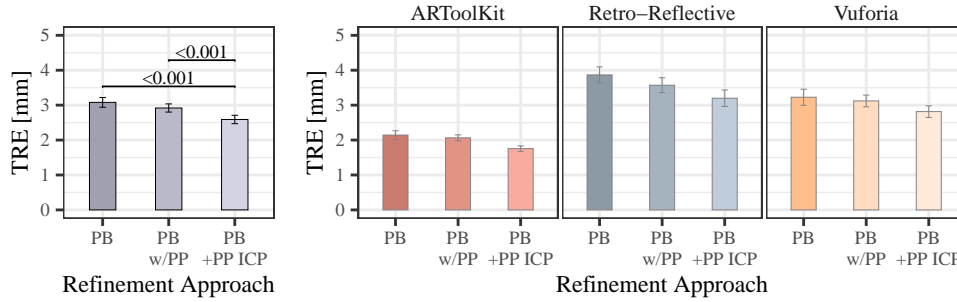 ARToolKit Retro−Reflective Vuforia
TRE [mm]
5
4
3
2
1
0
<0.001
<0.001
PB PB w/PP PB +PP ICP
Refinement Approach
TRE [mm]
5
4
3
2
1
0
PB PB w/PP PB +PP ICP
PB PB w/PP PB +PP ICP
PB PB w/PP PB +PP ICP
Refinement Approach